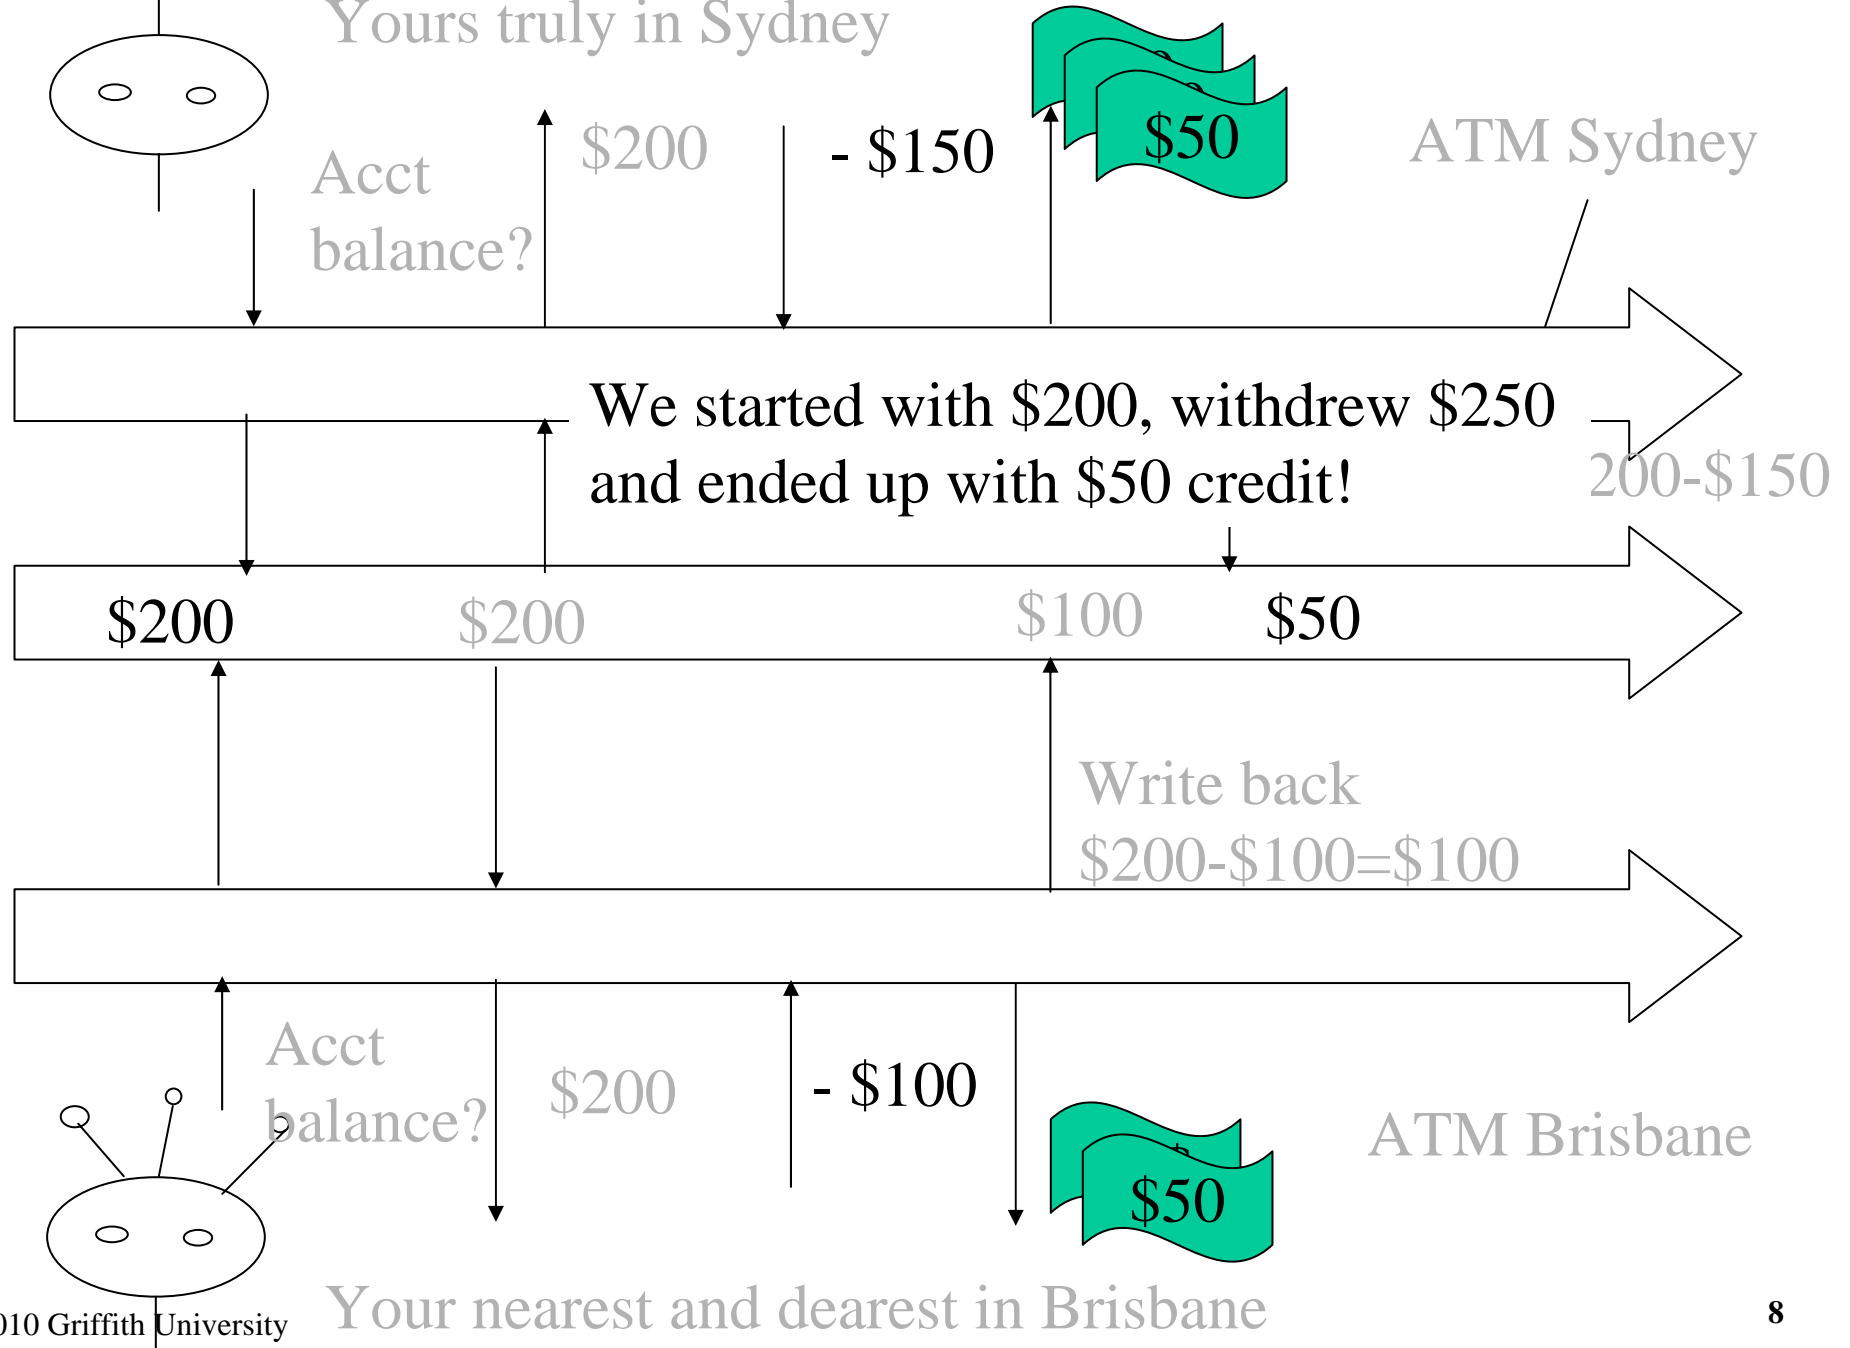 Yours truly in Sydney
$50
$200
- $150
ATM Sydney
Acct
balance?
We started with $200, withdrew $250
and ended up with $50 credit!
200-$150
$200
$200
$100
$50
Write back
$200-$100=$100
Acct
balance?
$200
- $100
ATM Brisbane
$50
Your nearest and dearest in Brisbane
010 Griffith University
8